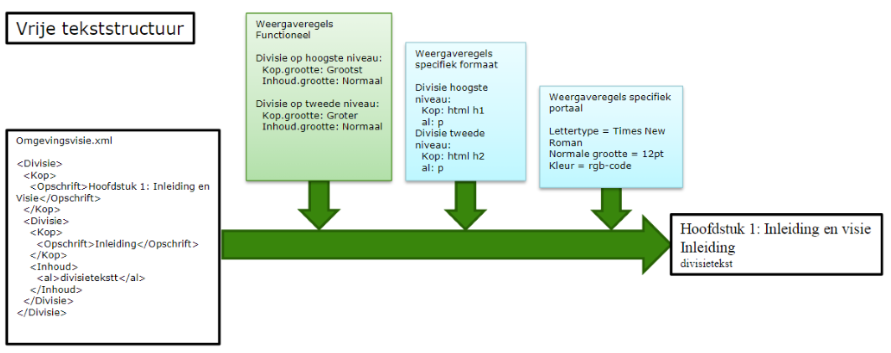 Vrije tekststructuur
Omgevingsvisie.xml
<Divisie>
<Kop>
<Opschrift>Hoofdstuk 1: Inleiding en
Visie</Opschrift>
</Kop>
<Divisie>
<Kop>
<Opschrift>Inleiding</Opschrift>
</Kop>
<Inhoud>
<al>divisietekstt</al>
</Inhoud>
</Divisie>
</Divisie>
Weergaveregels
Functioneel
Divisie op hoogste niveau:
Kop.grootte: Grootst
Inhoud.grootte: Normaal
Divisie op tweede niveau:
Kop.grootte: Groter
Inhoud.grootte: Normaal
Weergaveregels
specifiek formaat
Divisie hoogste
niveau:
Kop: html h1
al: p
Divisie tweede
niveau:
Kop: html h2
al: p
Weergaveregels specifiek
portaal
Lettertype = Times New
Roman
Normale grootte = 12pt
Kleur = rgb-code
Hoofdstuk 1: Inleiding en visie
Inleiding
divisietekst